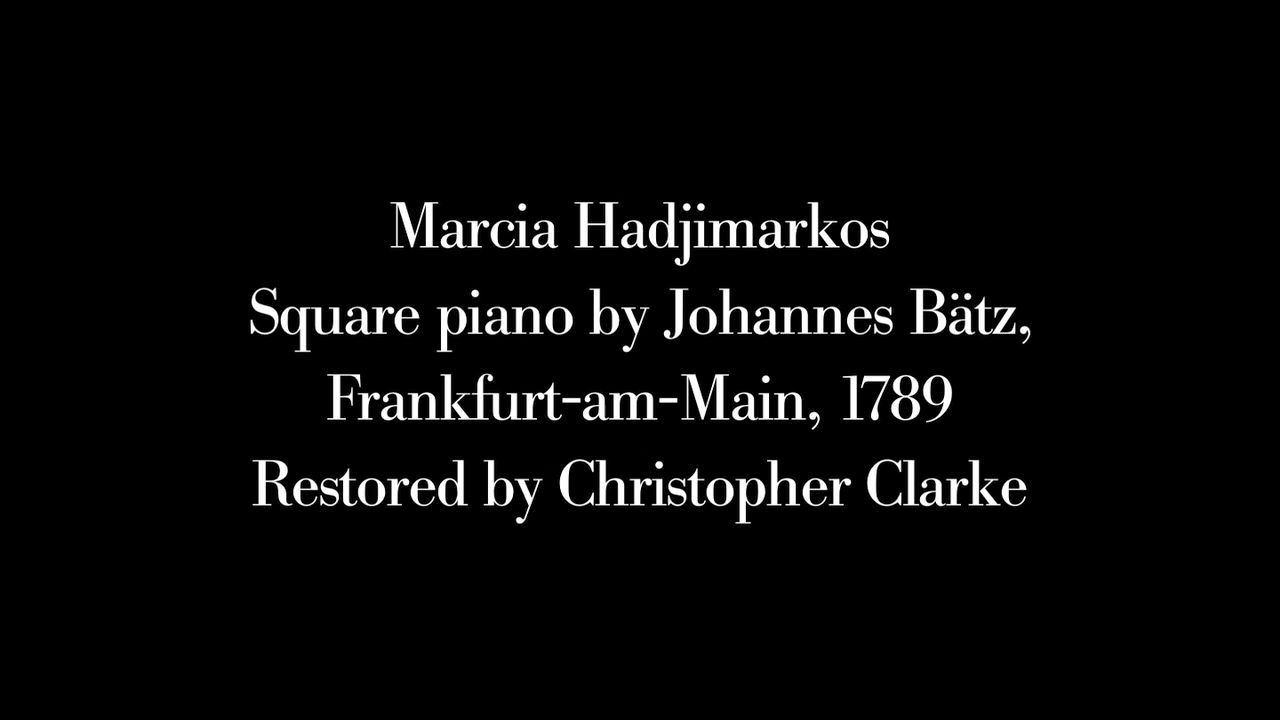 Marcia Hadjimarkos
Square piano by Johannes Bätz,
Frankfurt-am-Main, 1789
Restored by Christopher Clarke